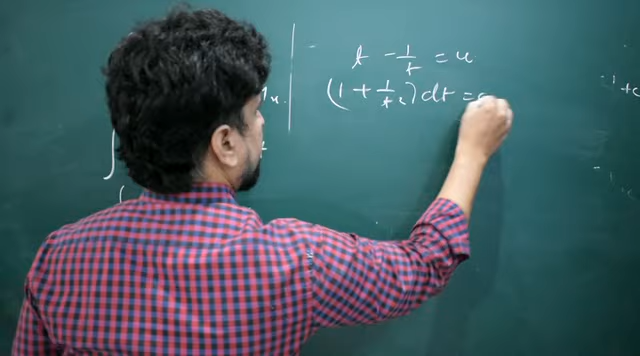 t - 1/t = u
(1 + 1/t²) dt = 
∫
+c